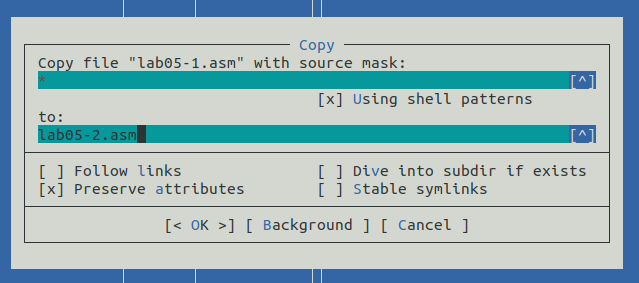 Copy
Copy file "lab05-1.asm" with source mask:
* [^]
[x] Using shell patterns
to:
lab05-2.asm [^]
[ ] Follow links [ ] Dive into subdir if exists
[x] Preserve attributes [ ] Stable symlinks
[< OK >] [ Background ] [ Cancel ]